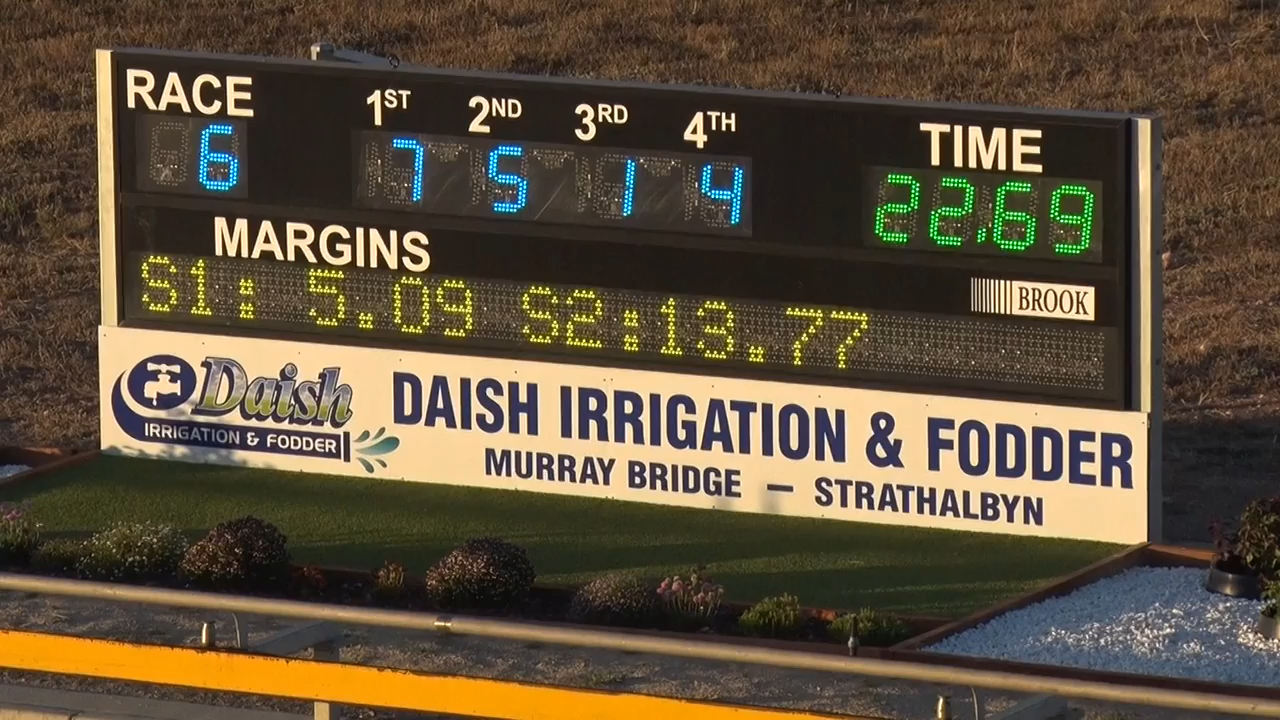 RACE 1ST 2ND 3RD 4TH TIME
6 7 5 1 4 22.69
MARGINS
BROOK
S1: 5.09 S2:13.77
Daish
IRRIGATION & FODDER
DAISH IRRIGATION & FODDER
MURRAY BRIDGE – STRATHALBYN